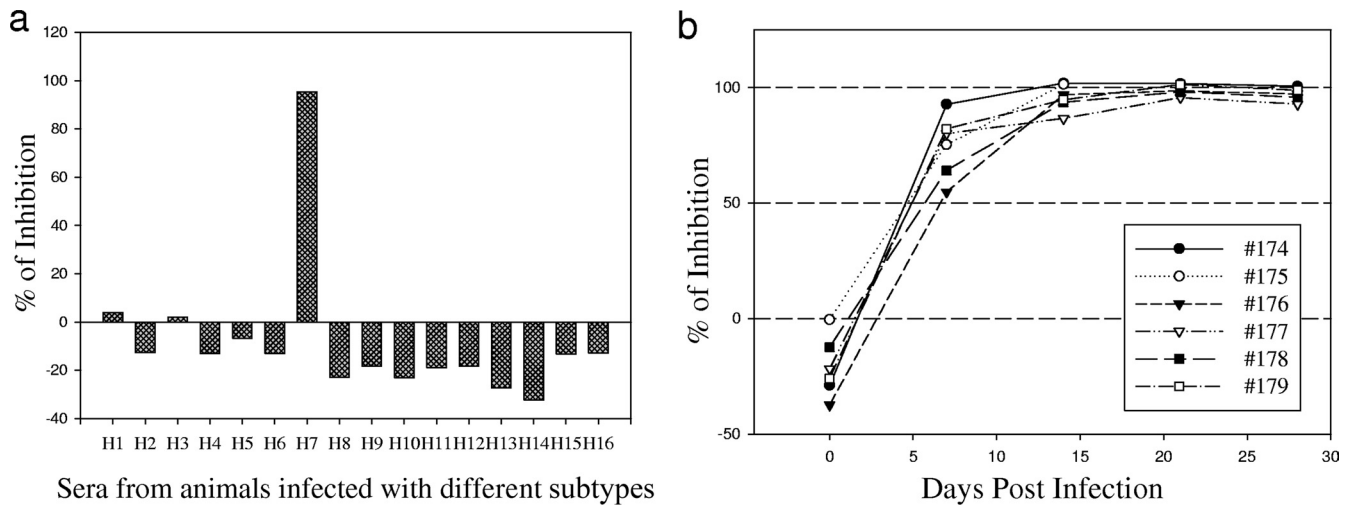 a
120
100
80
60
40
20
0
-20
-40
% of Inhibition
H1 H2 H3 H4 H5 H6 H7 H8 H9 H10 H11 H12 H13 H14 H15 H16
Sera from animals infected with different subtypes
b
100
50
0
-50
% of Inhibition
#174
#175
#176
#177
#178
#179
0 5 10 15 20 25 30
Days Post Infection